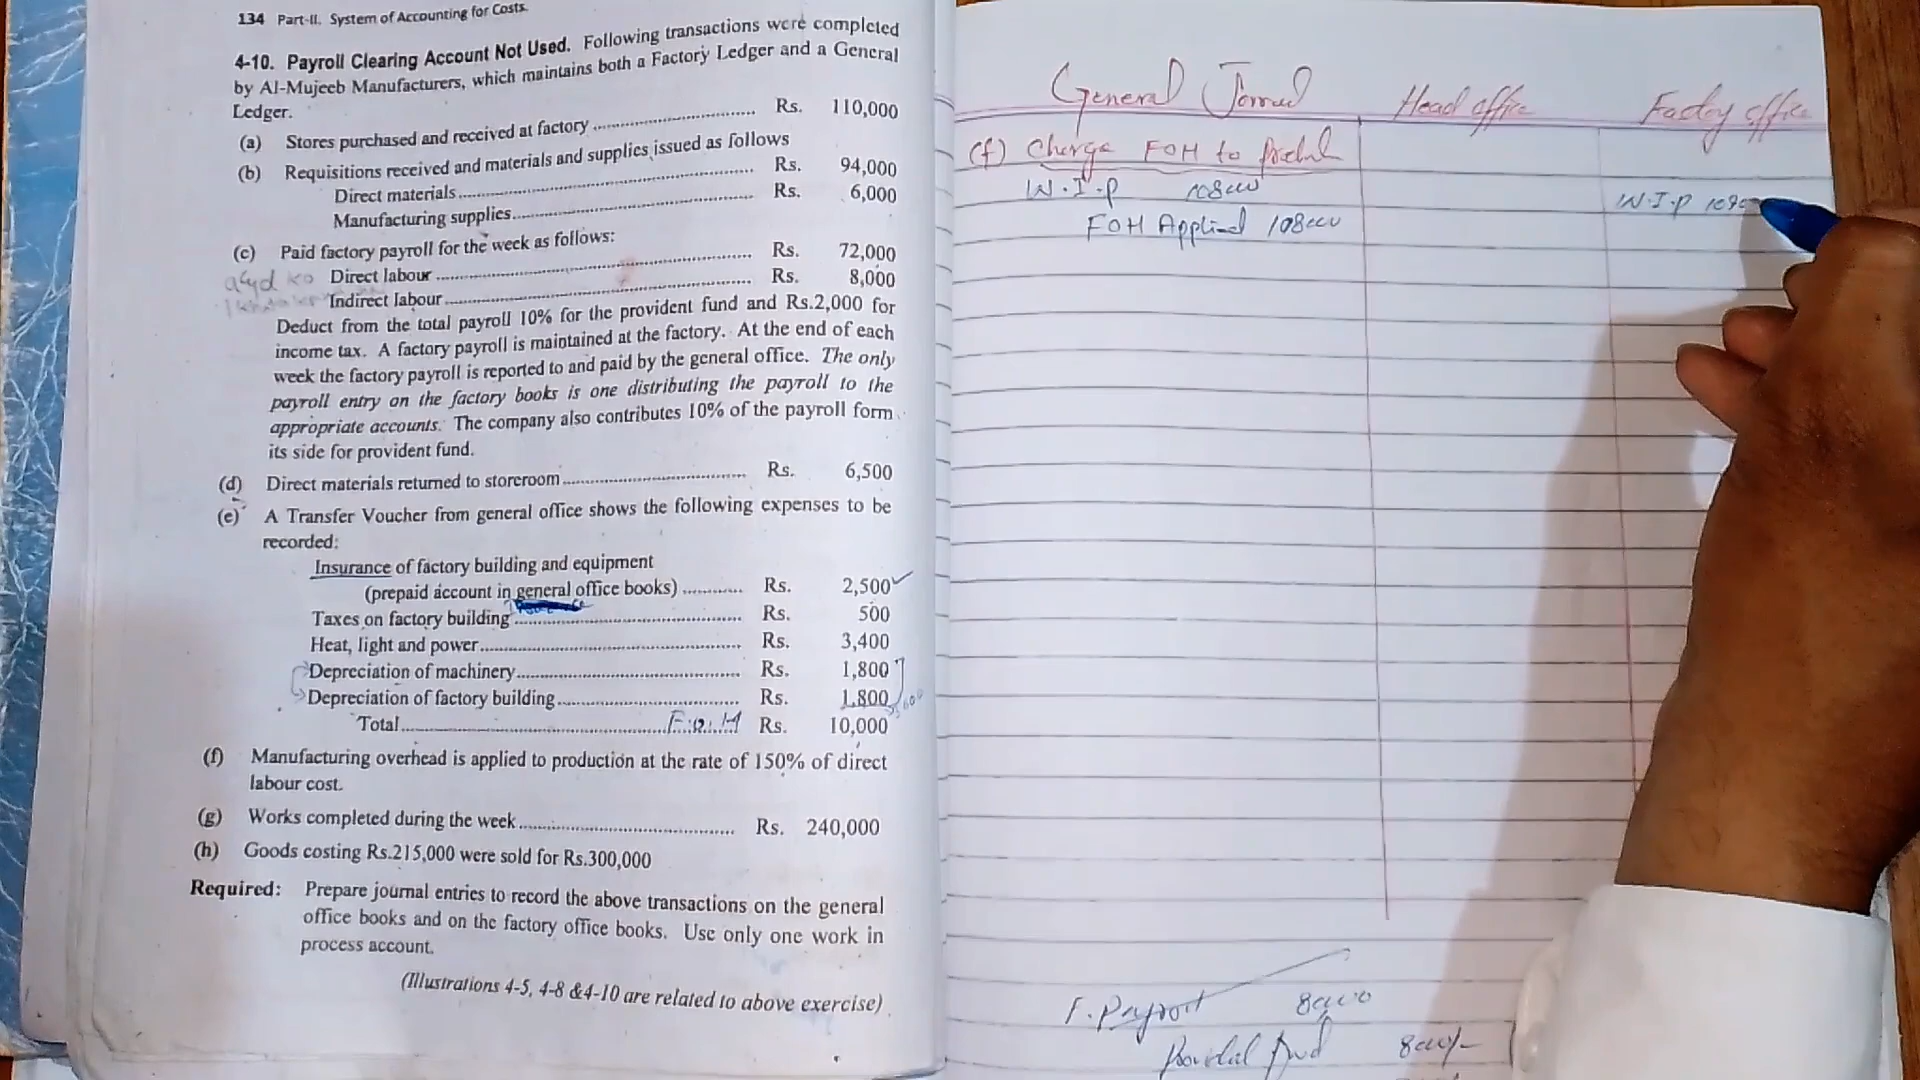 134 Part-II. System of Accounting for Costs
4-10. Payroll Clearing Account Not Used. Following transactions were completed
by Al-Mujeeb Manufacturers, which maintains both a Factory Ledger and a General
Ledger.
(a) Stores purchased and received at factory ........ Rs. 110,000
(b) Requisitions received and materials and supplies issued as follows
Direct materials ........ Rs. 94,000
Manufacturing supplies ........ Rs. 6,000
(c) Paid factory payroll for the week as follows:
Direct labour ........ Rs. 72,000
Indirect labour ........ Rs. 8,000
Deduct from the total payroll 10% for the provident fund and Rs.2,000 for
income tax. A factory payroll is maintained at the factory. At the end of each
week the factory payroll is reported to and paid by the general office. The only
payroll entry on the factory books is one distributing the payroll to the
appropriate accounts. The company also contributes 10% of the payroll form
its side for provident fund.
(d) Direct materials returned to storeroom ........ Rs. 6,500
(e) A Transfer Voucher from general office shows the following expenses to be
recorded:
Insurance of factory building and equipment
(prepaid account in general office books) ........ Rs. 2,500
Taxes on factory building ........ Rs. 500
Heat, light and power ........ Rs. 3,400
Depreciation of machinery ........ Rs. 1,800
Depreciation of factory building ........ Rs. 1,800
Total ........ F.O.H Rs. 10,000
(f) Manufacturing overhead is applied to production at the rate of 150% of direct
labour cost.
(g) Works completed during the week ........ Rs. 240,000
(h) Goods costing Rs.215,000 were sold for Rs.300,000
Required: Prepare journal entries to record the above transactions on the general
office books and on the factory office books. Use only one work in
process account.
(Illustrations 4-5, 4-8 &4-10 are related to above exercise)
General Journal Head office Factory office
(f) Charge FOH to
W.I.P 108000
FOH Applied 108000
W.I.P
F. Payroll 80000
fund 8000/-